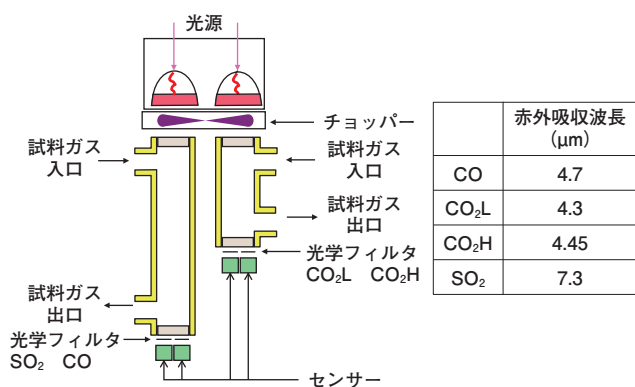 光源
チョッパー
試料ガス
入口
試料ガス
入口
試料ガス
出口
光学フィルタ
CO₂L CO₂H
試料ガス
出口
光学フィルタ
SO₂ CO
センサー
赤外吸収波長
(μm)
CO 4.7
CO₂L 4.3
CO₂H 4.45
SO₂ 7.3